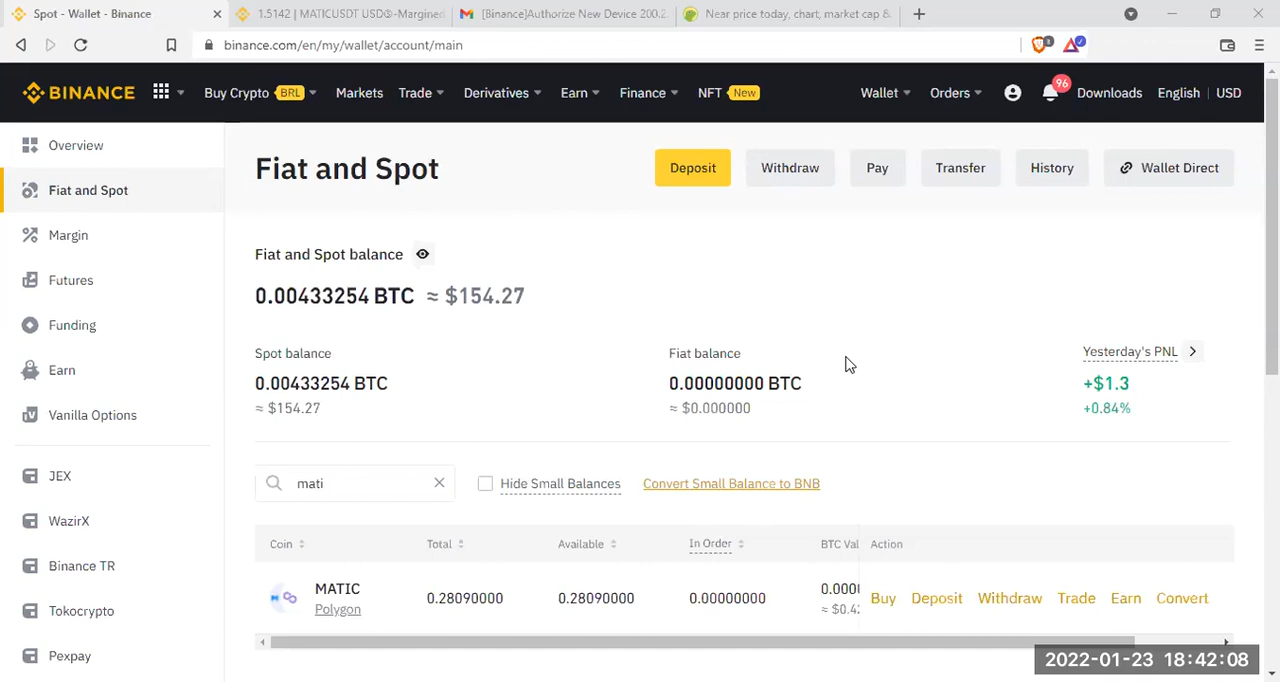 Spot - Wallet - Binance
1.5142 | MATICUSDT USDⓈ-Margined
[Binance]Authorize New Device 200.2
Near price today, chart, market cap &
binance.com/en/my/wallet/account/main
BINANCE
Buy Crypto BRL
Markets
Trade
Derivatives
Earn
Finance
NFT New
Wallet
Orders
96
Downloads
English | USD
Overview
Fiat and Spot
Margin
Futures
Funding
Earn
Vanilla Options
JEX
WazirX
Binance TR
Tokocrypto
Pexpay
Fiat and Spot
Deposit
Withdraw
Pay
Transfer
History
Wallet Direct
Fiat and Spot balance
0.00433254 BTC ≈ $154.27
Spot balance
0.00433254 BTC
≈ $154.27
Fiat balance
0.00000000 BTC
≈ $0.000000
Yesterday's PNL
+$1.3
+0.84%
mati
Hide Small Balances
Convert Small Balance to BNB
Coin
Total
Available
In Order
BTC Val
Action
MATIC
Polygon
0.28090000
0.28090000
0.00000000
0.000
≈ $0.42
Buy
Deposit
Withdraw
Trade
Earn
Convert
2022-01-23 18:42:08